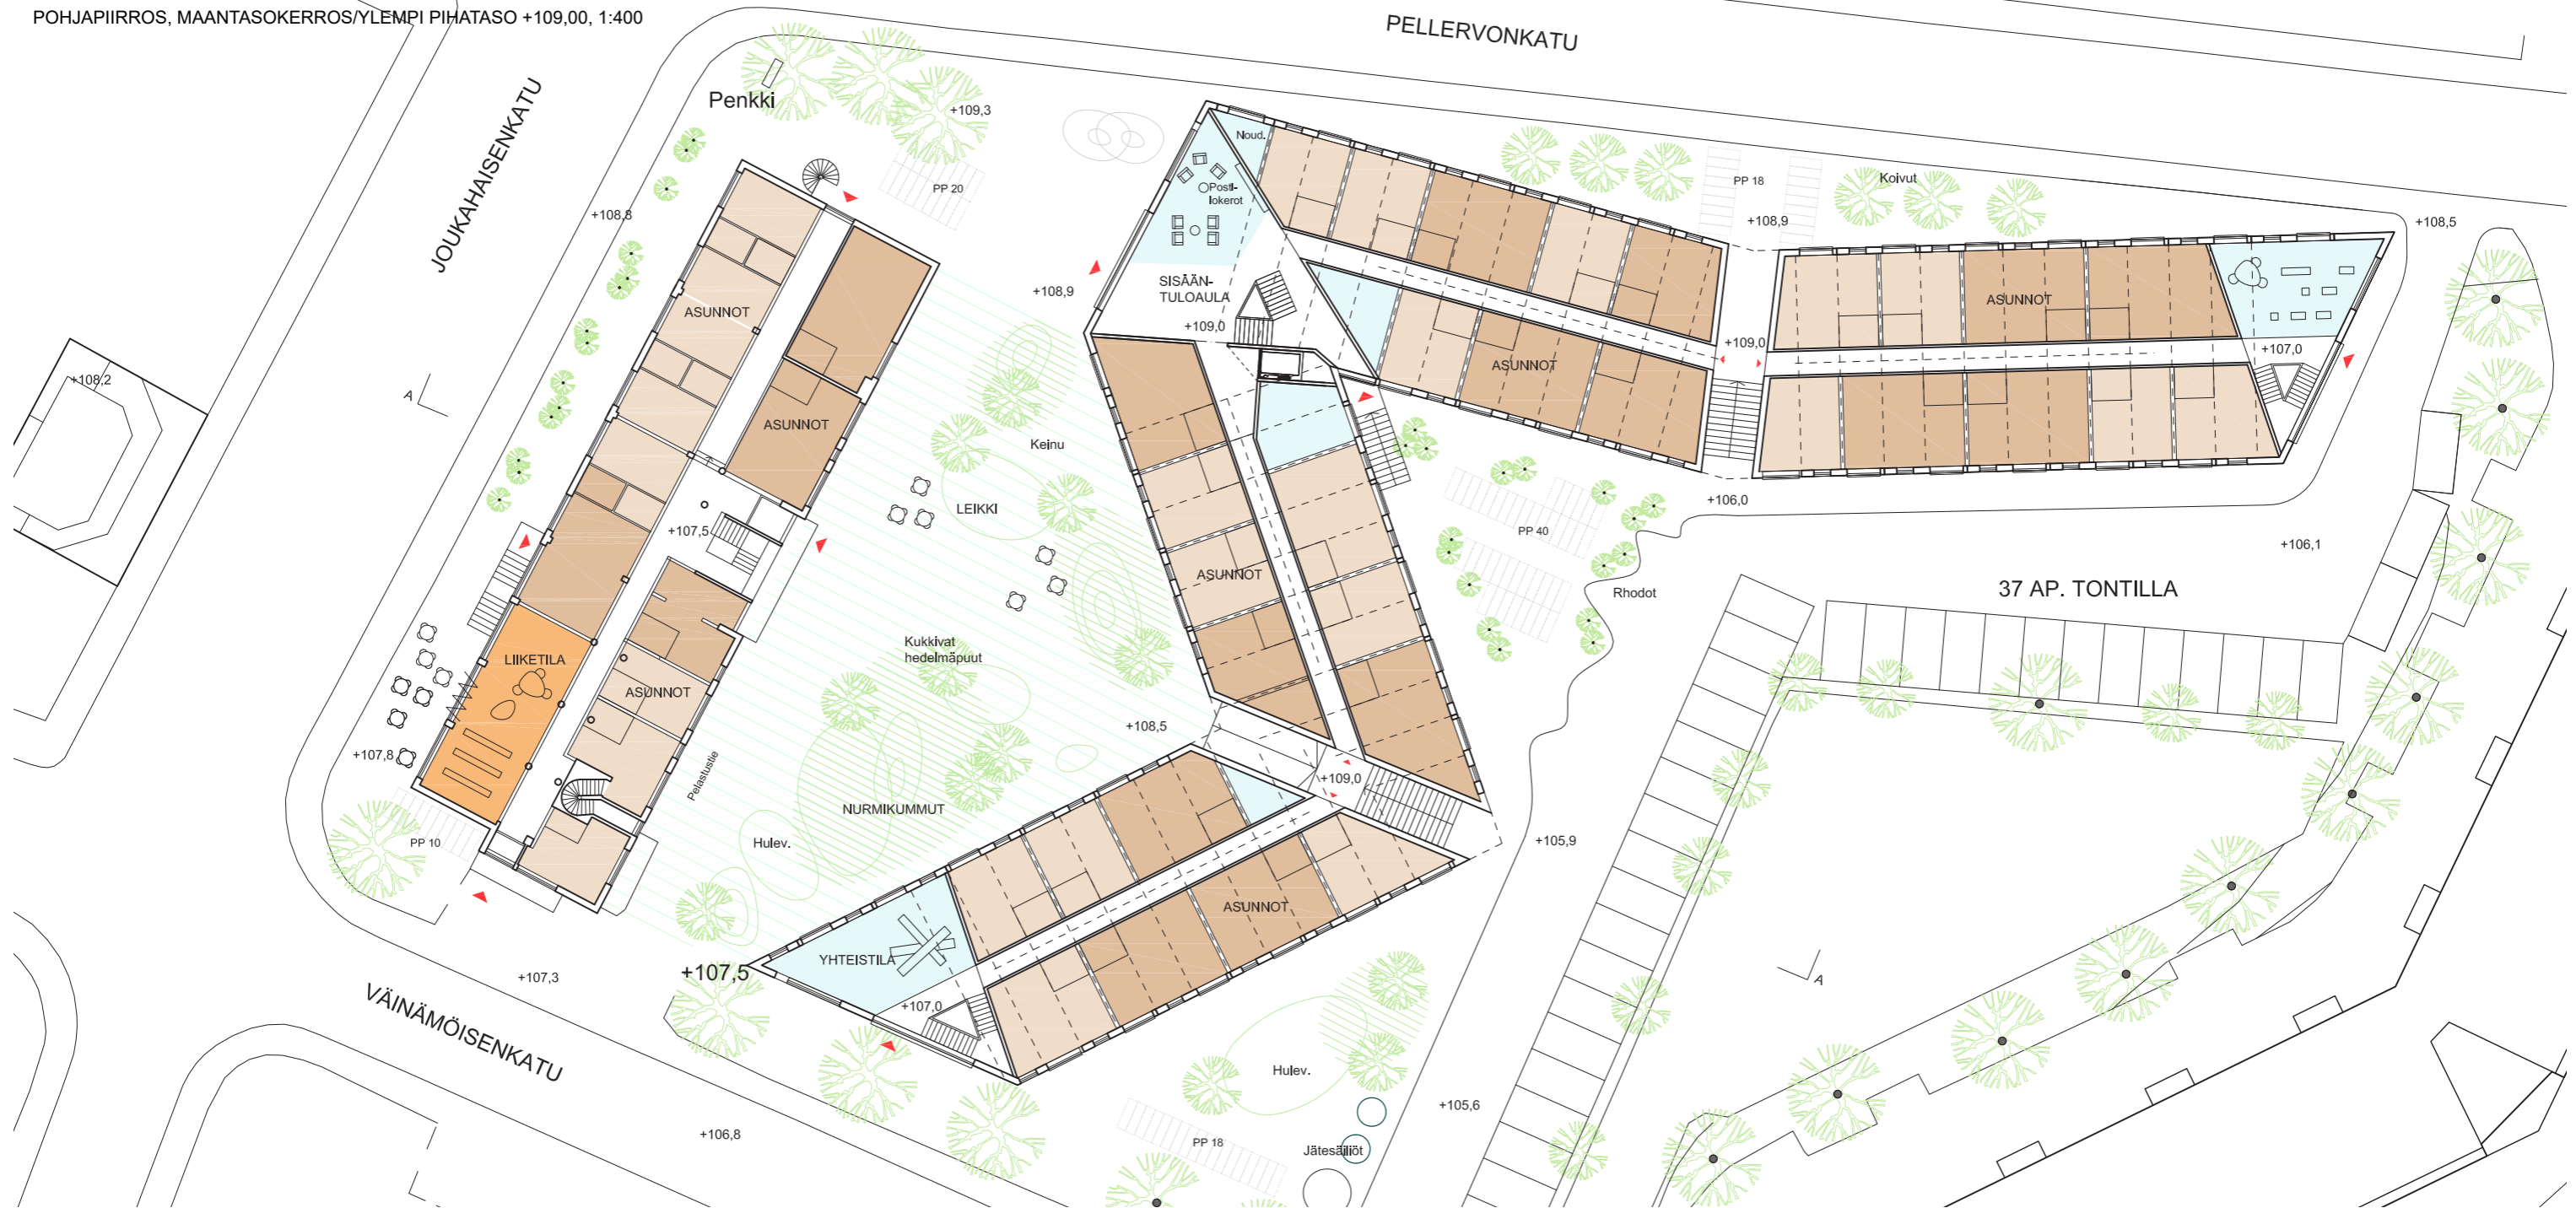 POHJAPIIRROS, MAANTASOKERROS/YLEMPI PIHATASO +109,00, 1:400
PELLERVONKATU
JOUKAHAISENKATU
Penkki
+109,3
PP 20
+108,8
Noud.
Posti-
lokerot
PP 18
Koivut
+108,9
+108,5
SISÄÄN-
TULOAULA
+108,9
+109,0
ASUNNOT
ASUNNOT
+109,0
+107,0
ASUNNOT
+108,2
A
ASUNNOT
Keinu
LEIKKI
+107,5
PP 40
+106,0
+106,1
ASUNNOT
37 AP. TONTILLA
Rhodot
Kukkivat
hedelmäpuut
LIIKETILA
ASUNNOT
+108,5
+107,8
Pelastustie
+109,0
NURMIKUMMUT
Hulev.
PP 10
+105,9
ASUNNOT
YHTEISTILA
+107,5
+107,3
+107,0
A
VÄINÄMÖISENKATU
Hulev.
+105,6
+106,8
PP 18
Jätesäiliöt